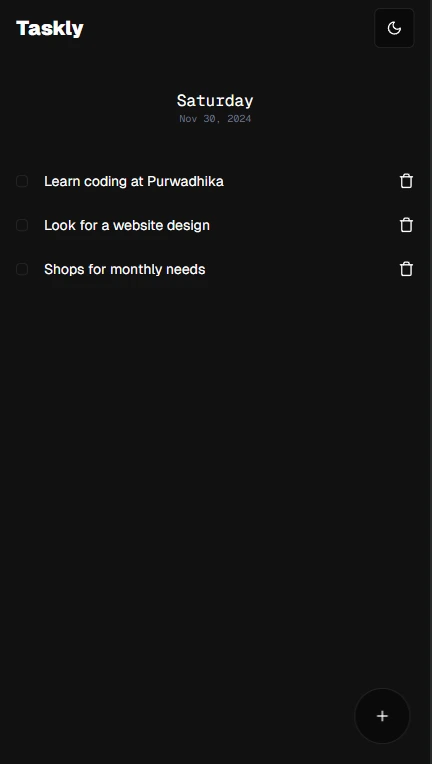 Taskly
Saturday
Nov 30, 2024
Learn coding at Purwadhika
Look for a website design
Shops for monthly needs